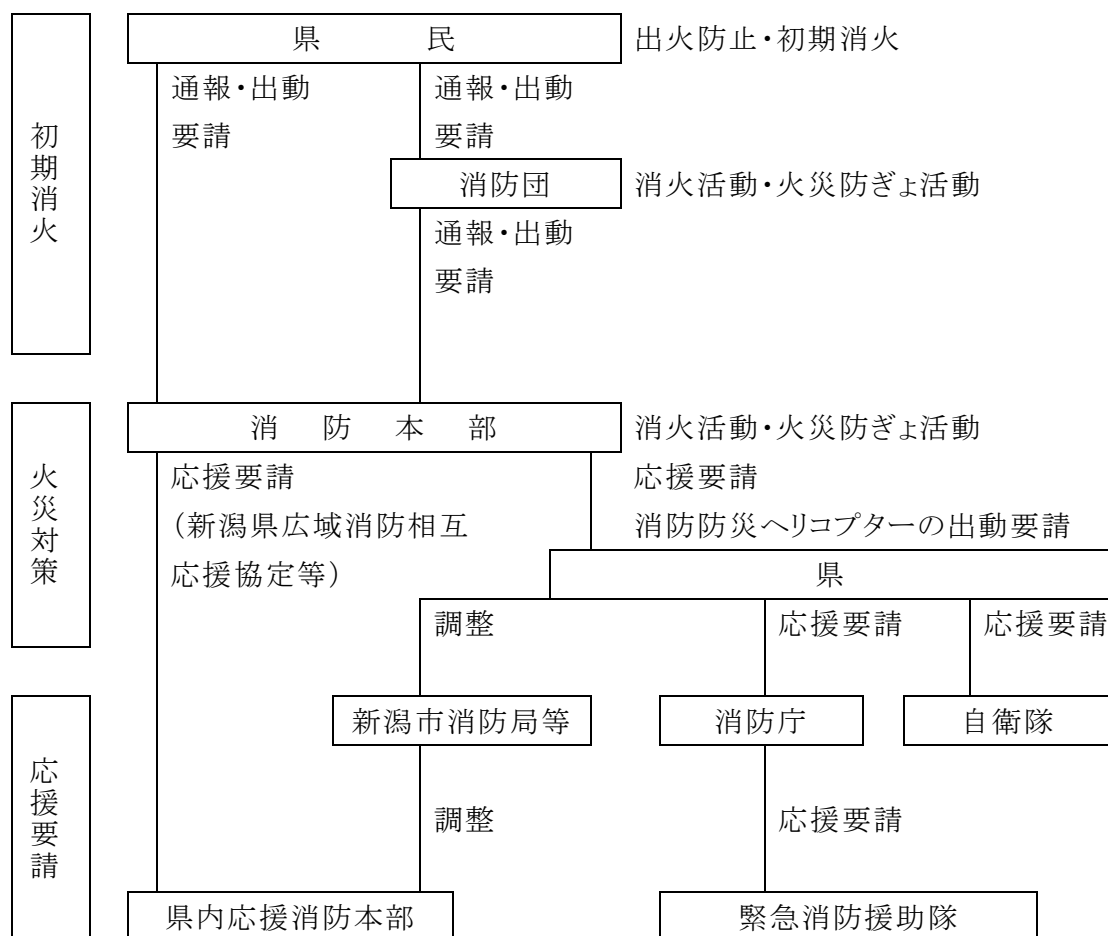 初期消火
県 民
出火防止・初期消火
通報・出動
要請
通報・出動
要請
消防団
消火活動・火災防ぎょ活動
通報・出動
要請
火災対策
消 防 本 部
消火活動・火災防ぎょ活動
応援要請
(新潟県広域消防相互
応援協定等)
応援要請
消防防災ヘリコプターの出動要請
県
調整
応援要請
応援要請
応援要請
新潟市消防局等
消防庁
自衛隊
調整
応援要請
県内応援消防本部
緊急消防援助隊